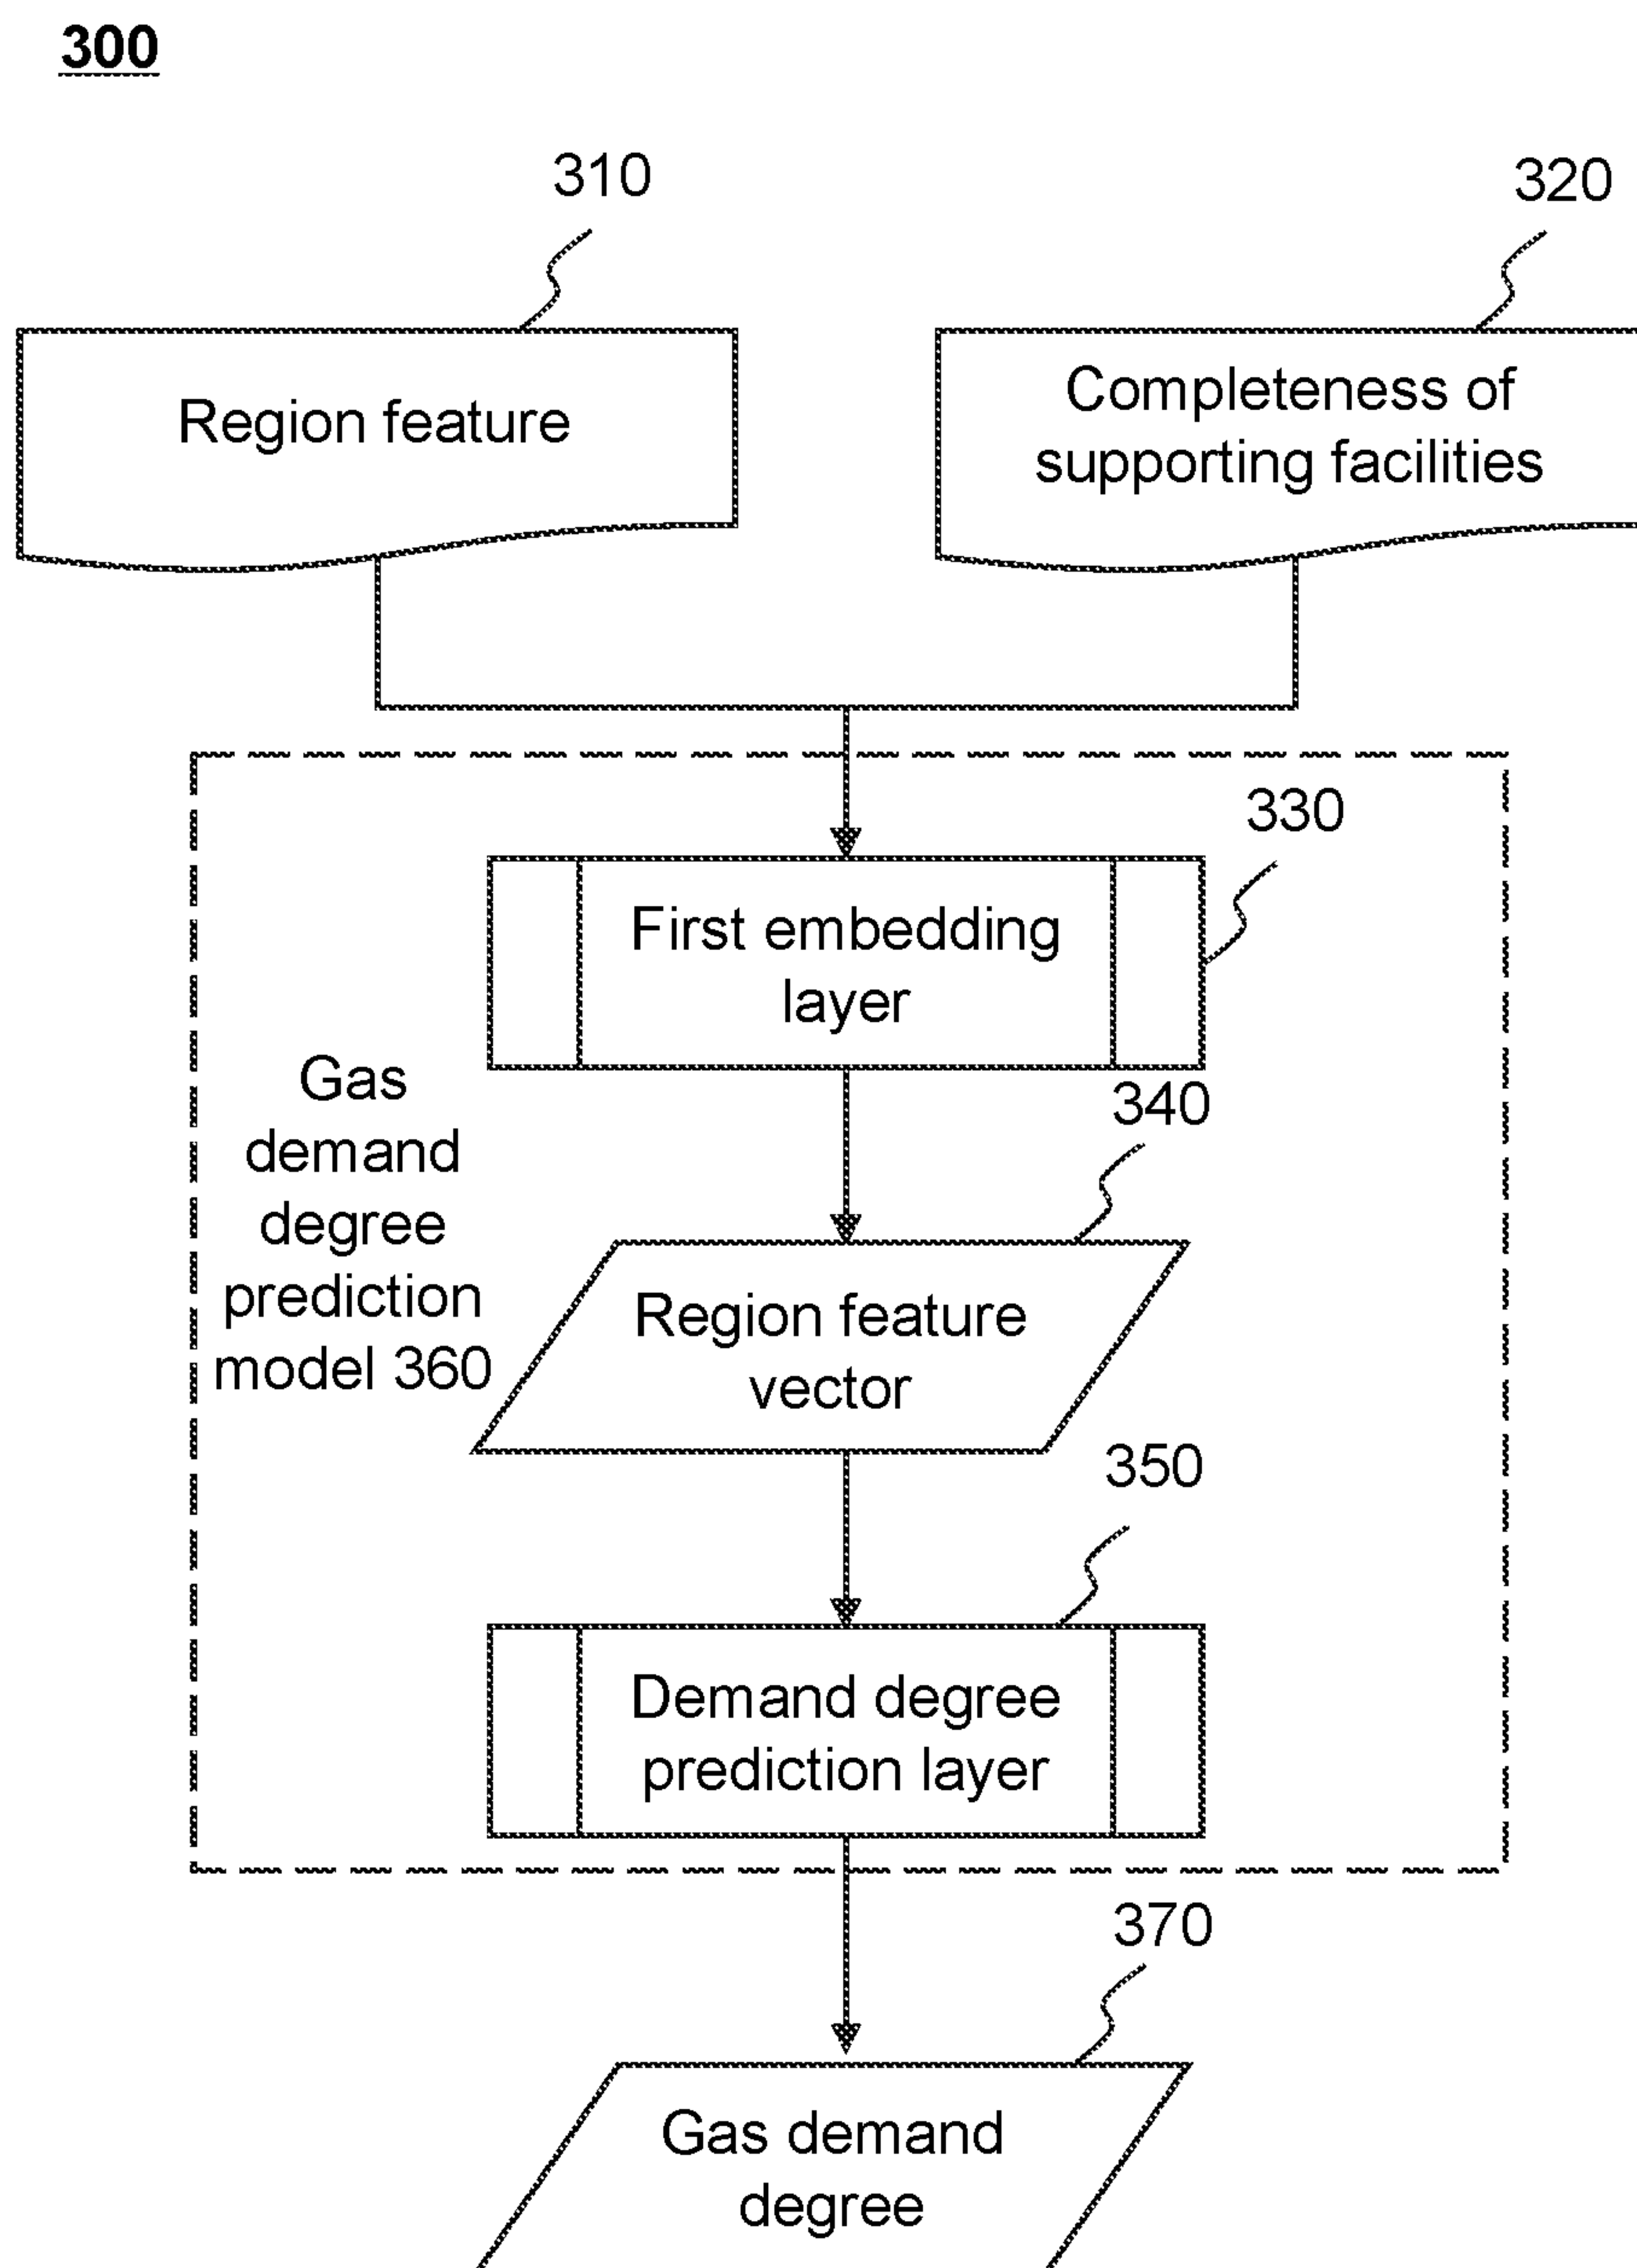 300
310
320
Region feature
Completeness of
supporting facilities
330
First embedding
layer
Gas
demand
degree
prediction
model 360
340
Region feature
vector
350
Demand degree
prediction layer
370
Gas demand
degree